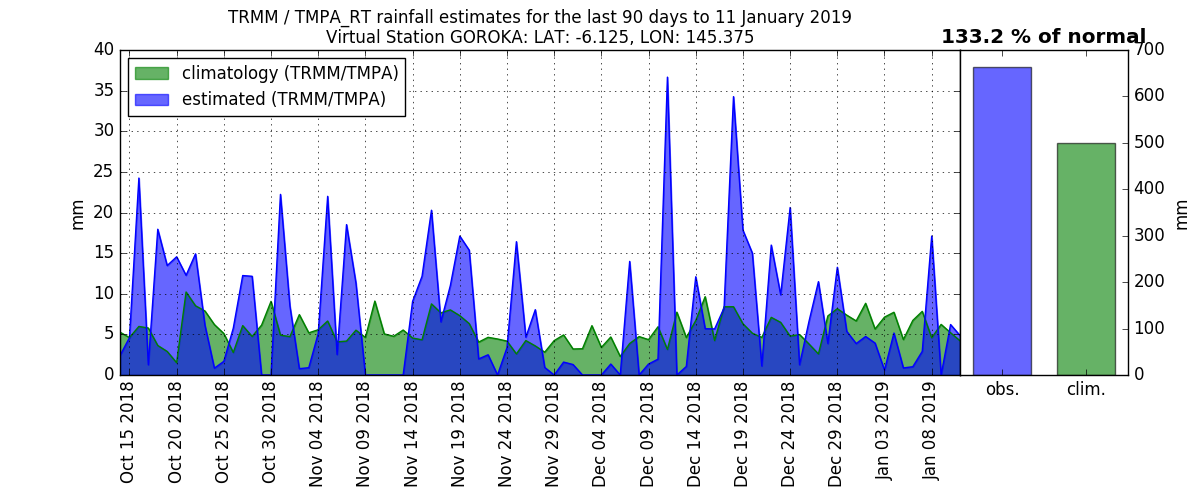 TRMM / TMPA_RT rainfall estimates for the last 90 days to 11 January 2019
Virtual Station GOROKA: LAT: -6.125, LON: 145.375
133.2 % of normal
climatology (TRMM/TMPA)
estimated (TRMM/TMPA)
40
35
30
25
20
15
10
5
0
mm
Oct 15 2018
Oct 20 2018
Oct 25 2018
Oct 30 2018
Nov 04 2018
Nov 09 2018
Nov 14 2018
Nov 19 2018
Nov 24 2018
Nov 29 2018
Dec 04 2018
Dec 09 2018
Dec 14 2018
Dec 19 2018
Dec 24 2018
Dec 29 2018
Jan 03 2019
Jan 08 2019
obs.
clim.
700
600
500
400
300
200
100
0
mm